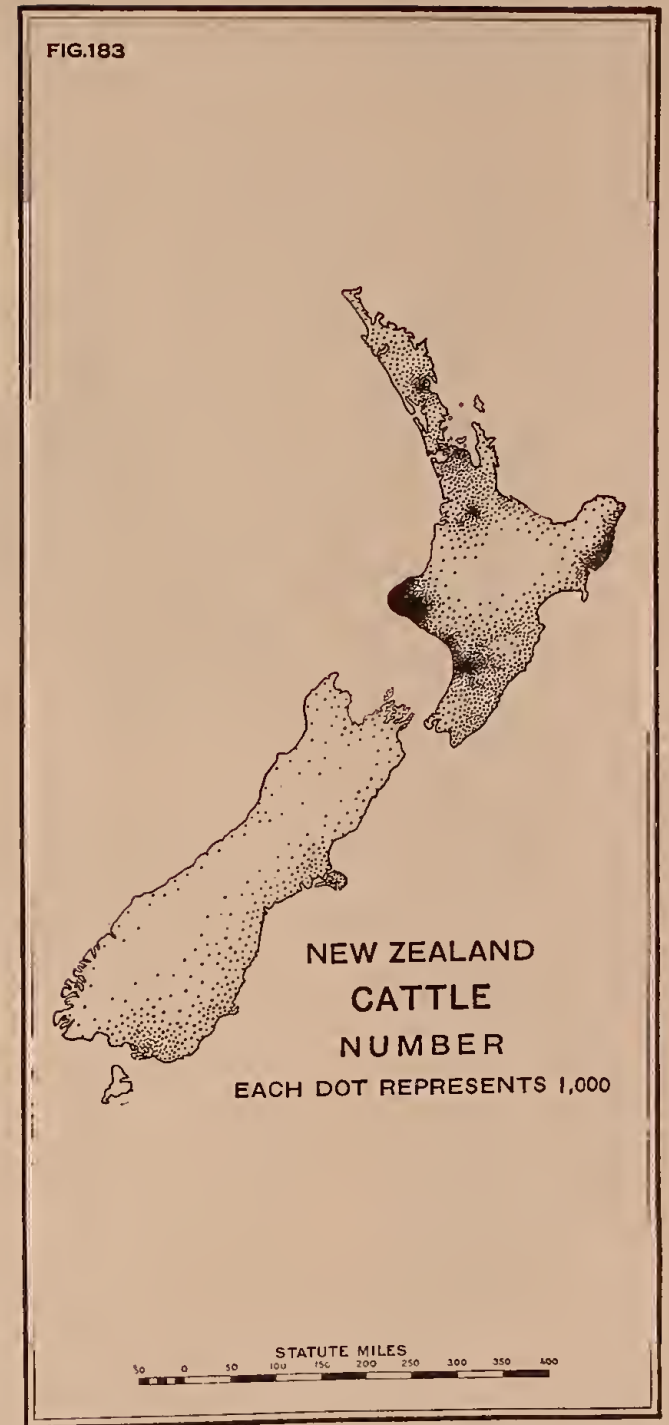 FIG.183
NEW ZEALAND
CATTLE
NUMBER
EACH DOT REPRESENTS 1,000
STATUTE MILES
50 0 50 100 150 200 250 300 350 400